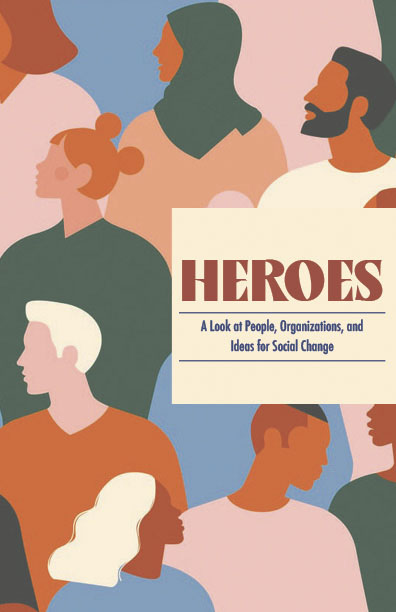 HEROES
A Look at People, Organizations, and
Ideas for Social Change